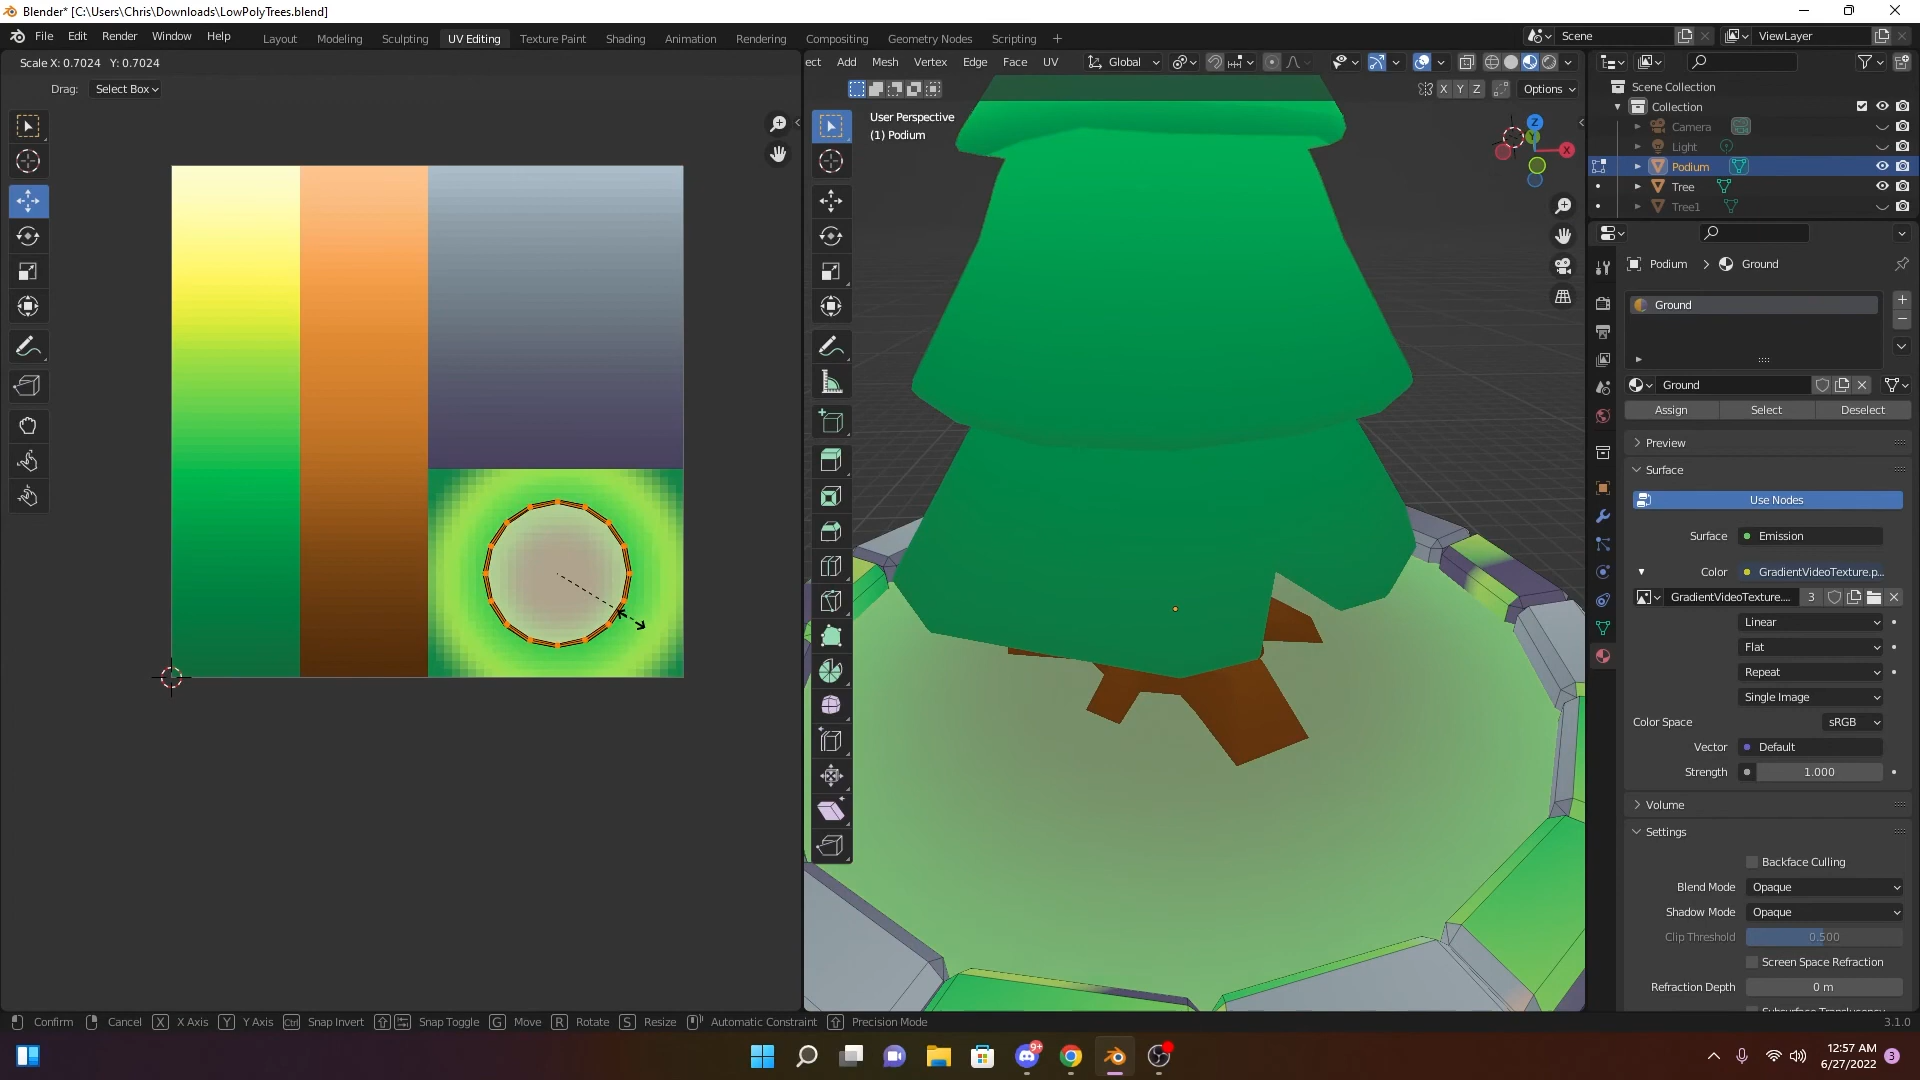 Blender* [C:\Users\Chris\Downloads\LowPolyTrees.blend]
File Edit Render Window Help
Layout Modeling Sculpting UV Editing Texture Paint Shading Animation Rendering Compositing Geometry Nodes Scripting +
Scene
ViewLayer
Scale X: 0.7024 Y: 0.7024
ect Add Mesh Vertex Edge Face UV
Global
Drag: Select Box
X Y Z
Options
User Perspective
(1) Podium
Z
Y
X
Scene Collection
Collection
Camera
Light
Podium
Tree
Tree1
Podium > Ground
Ground
Ground
Assign Select Deselect
Preview
Surface
Use Nodes
Surface Emission
Color GradientVideoTexture.p...
GradientVideoTexture.... 3
Linear
Flat
Repeat
Single Image
Color Space sRGB
Vector Default
Strength 1.000
Volume
Settings
Backface Culling
Blend Mode Opaque
Shadow Mode Opaque
Clip Threshold 0.500
Screen Space Refraction
Refraction Depth 0 m
Confirm Cancel X X Axis Y Y Axis Ctrl Snap Invert Snap Toggle G Move R Rotate S Resize Automatic Constraint Precision Mode
3.1.0
9+
12:57 AM
6/27/2022
3